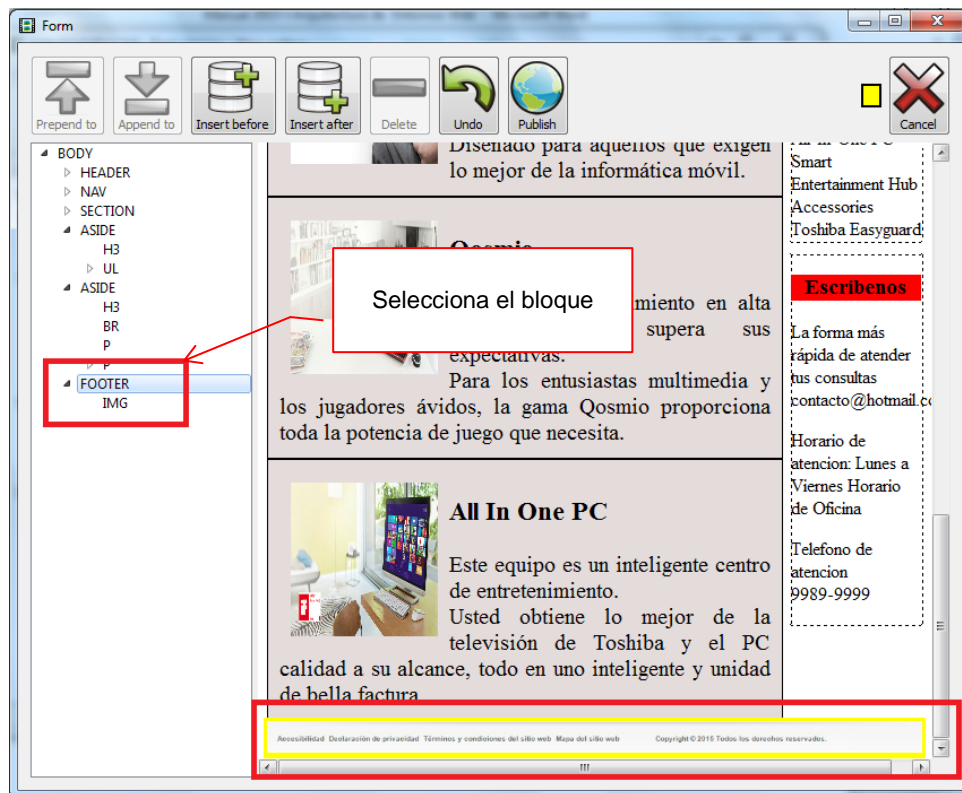 Form
Prepend to
Append to
Insert before
Insert after
Delete
Undo
Publish
Cancel
BODY
HEADER
NAV
SECTION
ASIDE
H3
UL
ASIDE
H3
BR
P
P
FOOTER
IMG
Diseñado para aquellos que exigen
lo mejor de la informática móvil.
Qosmio
Selecciona el bloque
miento en alta
supera sus
expectativas.
Para los entusiastas multimedia y
los jugadores ávidos, la gama Qosmio proporciona
toda la potencia de juego que necesita.
All In One PC
Este equipo es un inteligente centro
de entretenimiento.
Usted obtiene lo mejor de la
televisión de Toshiba y el PC
calidad a su alcance, todo en uno inteligente y unidad
de bella factura
All In One PC
Smart
Entertainment Hub
Accessories
Toshiba Easyguard
Escribenos
La forma más
rápida de atender
tus consultas
contacto@hotmail.co
Horario de
atencion: Lunes a
Viernes Horario
de Oficina
Telefono de
atencion
9989-9999
Accesibilidad Declaración de privacidad Términos y condiciones del sitio web Mapa del sitio web Copyright © 2015 Todos los derechos reservados.